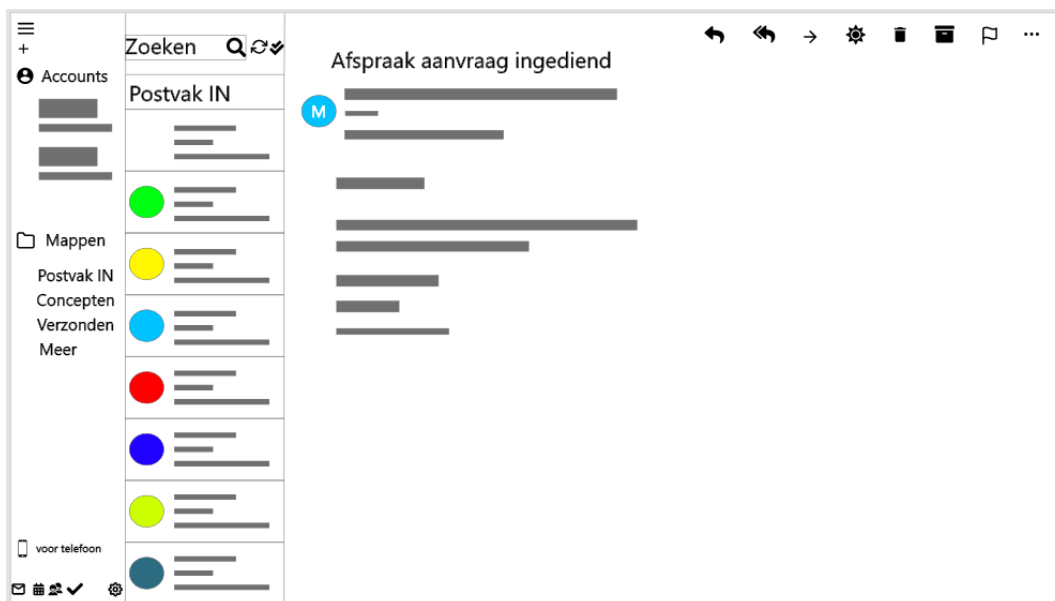 +
Accounts
Mappen
Postvak IN
Concepten
Verzonden
Meer
voor telefoon
Zoeken
Postvak IN
Afspraak aanvraag ingediend
M